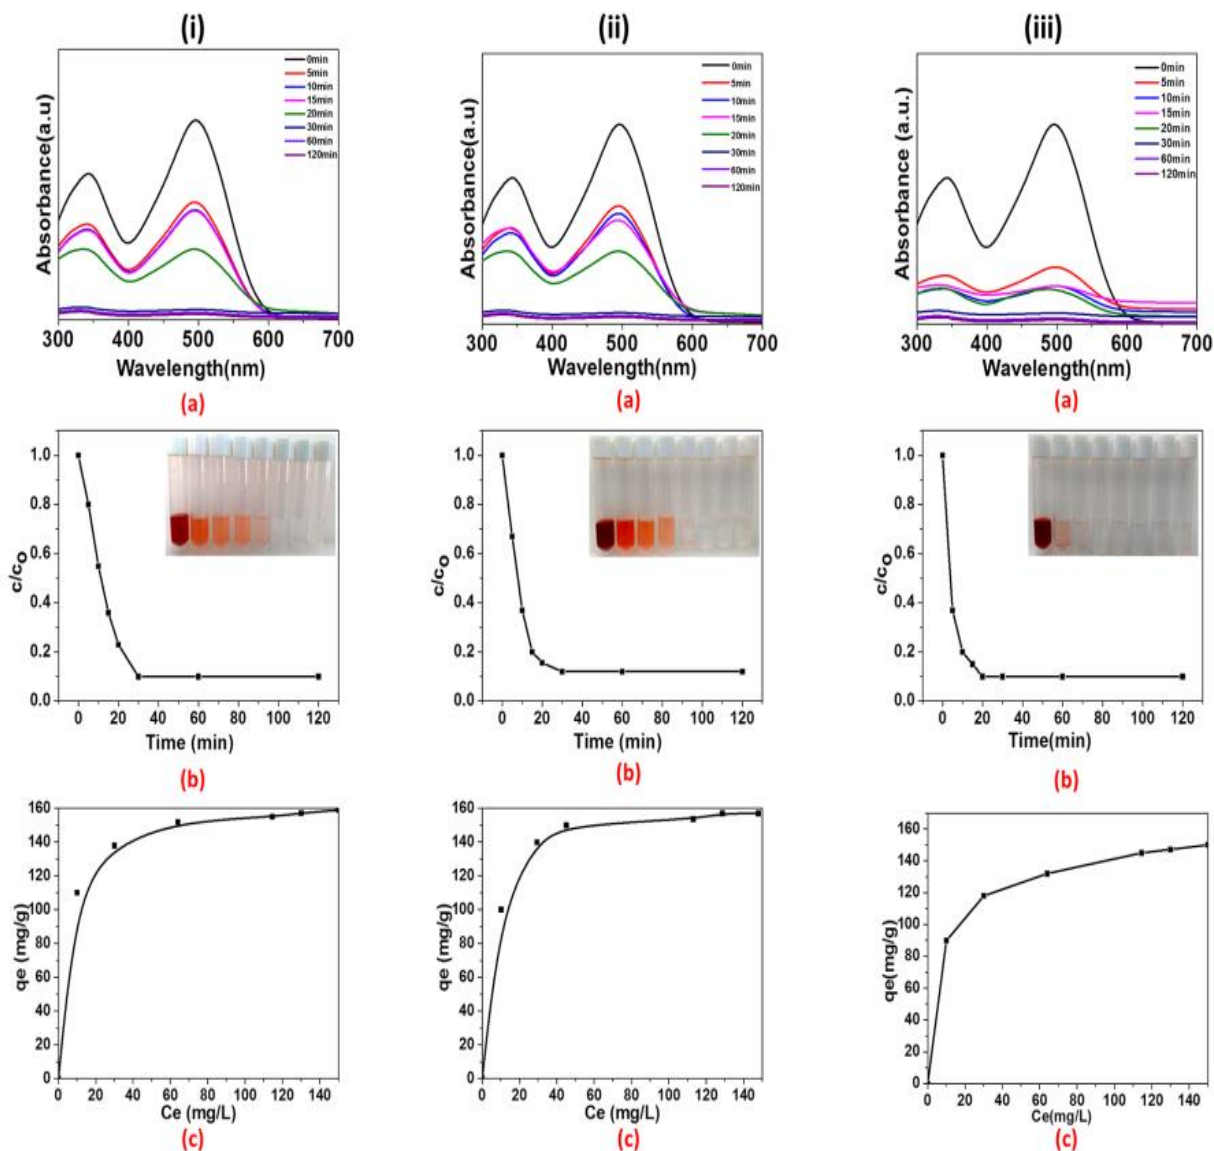 (i)
(ii)
(iii)
Absorbance(a.u)
0min
5min
10min
15min
20min
30min
60min
120min
300 400 500 600 700
Wavelength(nm)
(a)
Absorbance(a.u)
0min
5min
10min
15min
20min
30min
60min
120min
300 400 500 600 700
Wavelength(nm)
(a)
Absorbance (a.u.)
0min
5min
10min
15min
20min
30min
60min
120min
300 400 500 600 700
Wavelength(nm)
(a)
c/co
1.0
0.8
0.6
0.4
0.2
0.0
0 20 40 60 80 100 120
Time (min)
(b)
c/co
1.0
0.8
0.6
0.4
0.2
0.0
0 20 40 60 80 100 120
Time (min)
(b)
c/co
1.0
0.8
0.6
0.4
0.2
0.0
0 20 40 60 80 100 120
Time(min)
(b)
qe (mg/g)
160
140
120
100
80
60
40
20
0
0 20 40 60 80 100 120 140
Ce (mg/L)
(c)
qe (mg/g)
160
140
120
100
80
60
40
20
0
0 20 40 60 80 100 120 140
Ce (mg/L)
(c)
qe(mg/g)
160
140
120
100
80
60
40
20
0
0 20 40 60 80 100 120 140
Ce(mg/L)
(c)